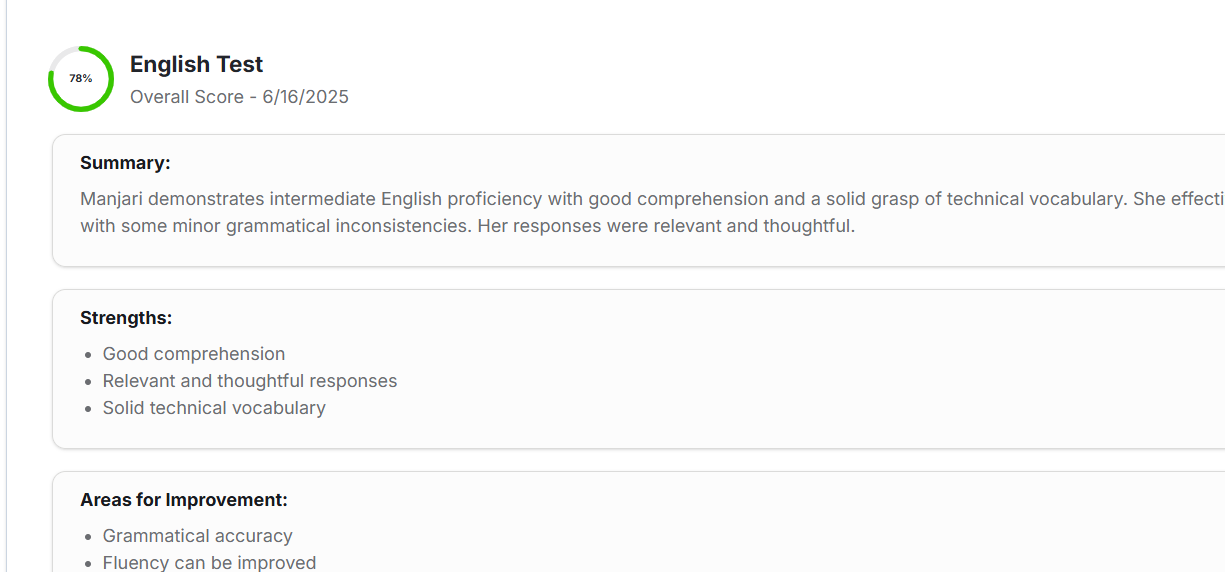 78%
English Test
Overall Score - 6/16/2025
Summary:
Manjari demonstrates intermediate English proficiency with good comprehension and a solid grasp of technical vocabulary. She effecti
with some minor grammatical inconsistencies. Her responses were relevant and thoughtful.
Strengths:
• Good comprehension
• Relevant and thoughtful responses
• Solid technical vocabulary
Areas for Improvement:
• Grammatical accuracy
• Fluency can be improved